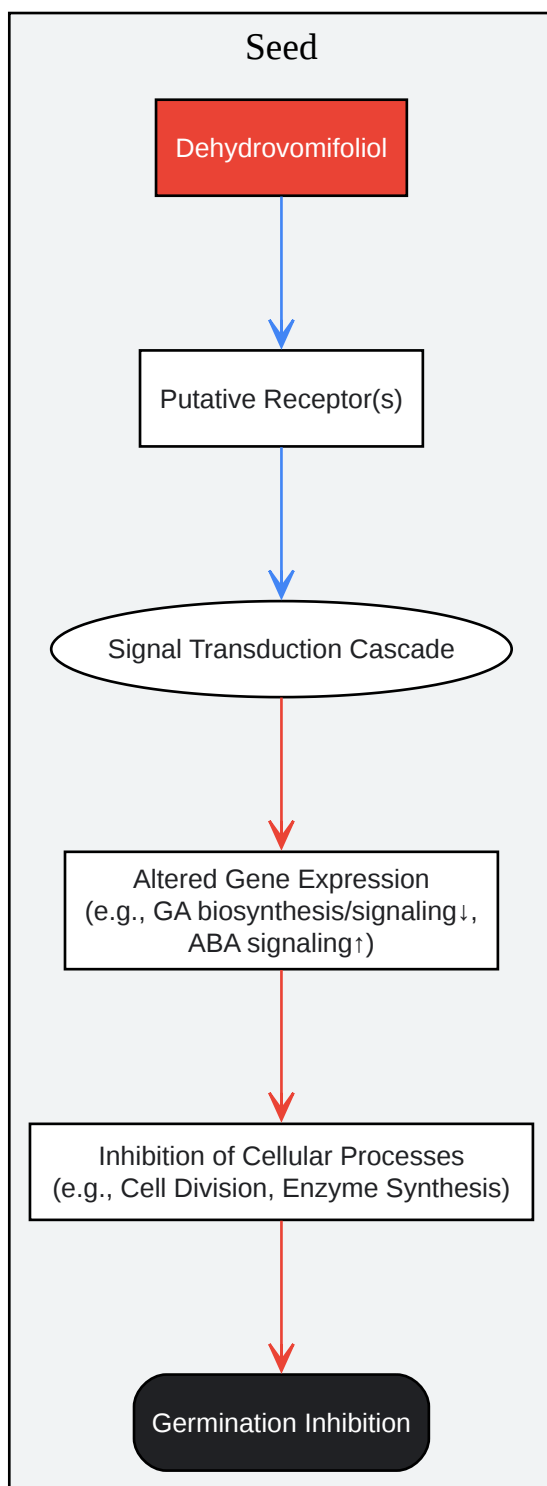 Seed
Dehydrovomifoliol
Putative Receptor(s)
Signal Transduction Cascade
Altered Gene Expression
(e.g., GA biosynthesis/signaling↓,
ABA signaling↑)
Inhibition of Cellular Processes
(e.g., Cell Division, Enzyme Synthesis)
Germination Inhibition